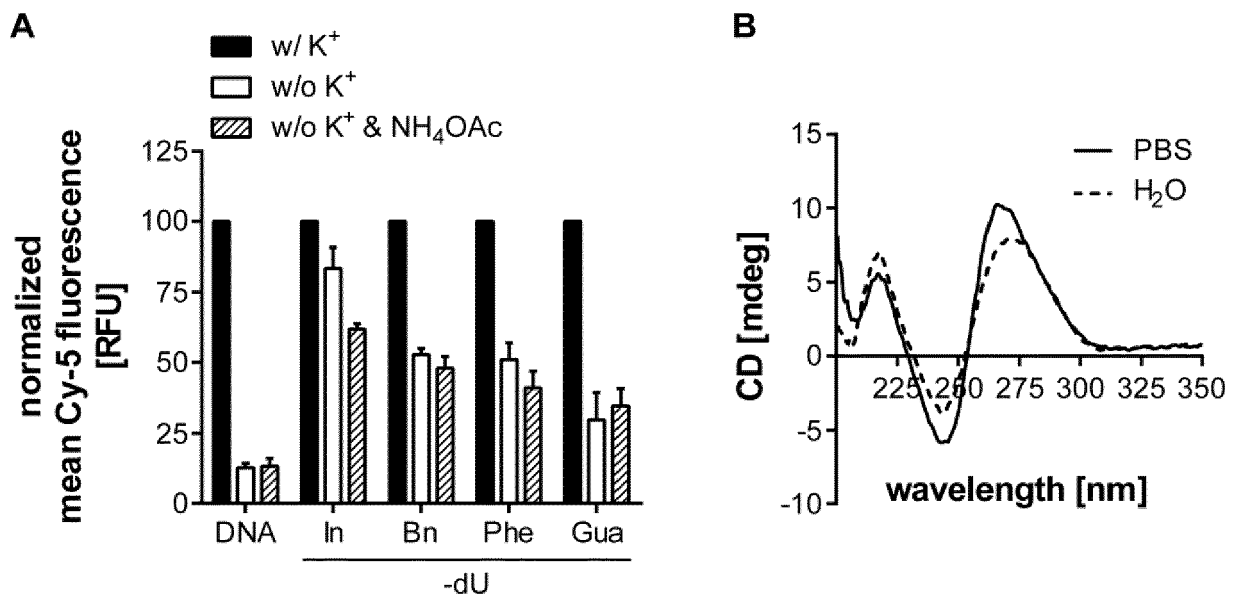 A
w/ K⁺
w/o K⁺
w/o K⁺ & NH₄OAc
normalized
mean Cy-5 fluorescence
[RFU]
125
100
75
50
25
0
DNA In Bn Phe Gua
-dU
B
PBS
H₂O
CD [mdeg]
15
10
5
0
-5
-10
225 250 275 300 325 350
wavelength [nm]